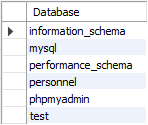 Database
information_schema
mysql
performance_schema
personnel
phpmyadmin
test